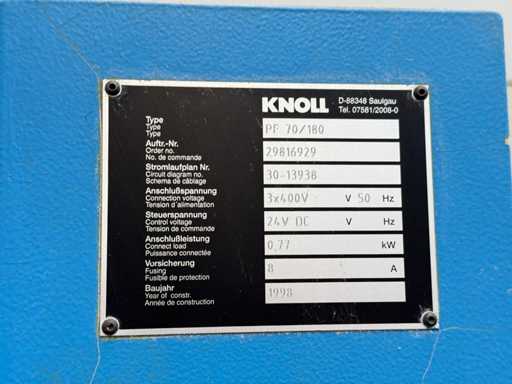 KNOLL
D-88348 Saulgau
Tel. 07581/2008-0
Type
Type
Type
PF 70/180
Auftr.-Nr.
Order no.
No. de commande
29816929
Stromlaufplan Nr.
Circuit diagram no.
Schema de câblage
30-13938
Anschlußspannung
Connection voltage
Tension d'alimentation
3x400V V 50 Hz
Steuerspannung
Control voltage
Tension de commande
24V DC V Hz
Anschlußleistung
Connect load
Puissance connectée
0,77 kW
Vorsicherung
Fusing
Fusible de protection
8 A
Baujahr
Year of constr.
Année de construction
1998